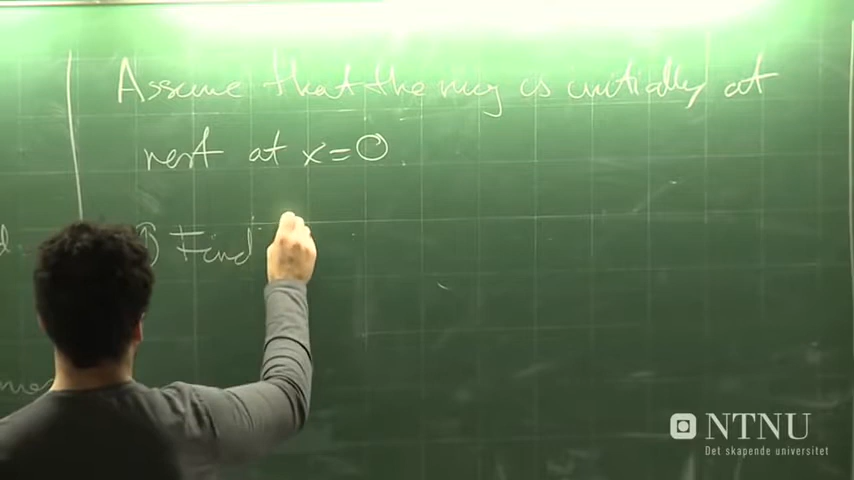 Assume that the ring is initially at
rest at x=0.
1) Find
NTNU
Det skapende universitet